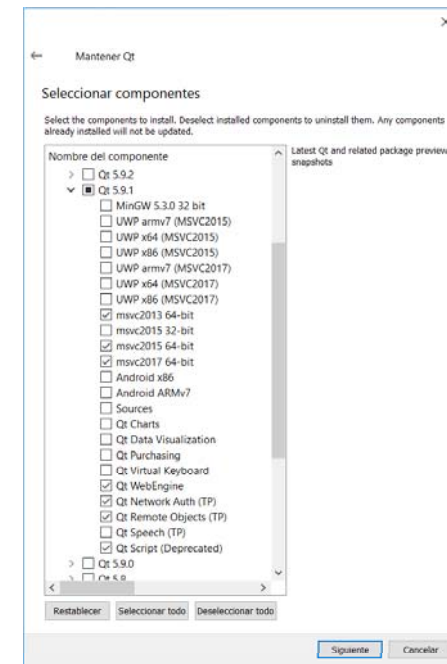 Mantener Qt
Seleccionar componentes
Select the components to install. Deselect installed components to uninstall them. Any components
already installed will not be updated.
Nombre del componente
Latest Qt and related package preview
snapshots
Qt 5.9.2
Qt 5.9.1
MinGW 5.3.0 32 bit
UWP armv7 (MSVC2015)
UWP x64 (MSVC2015)
UWP x86 (MSVC2015)
UWP armv7 (MSVC2017)
UWP x64 (MSVC2017)
UWP x86 (MSVC2017)
msvc2013 64-bit
msvc2015 32-bit
msvc2015 64-bit
msvc2017 64-bit
Android x86
Android ARMv7
Sources
Qt Charts
Qt Data Visualization
Qt Purchasing
Qt Virtual Keyboard
Qt WebEngine
Qt Network Auth (TP)
Qt Remote Objects (TP)
Qt Speech (TP)
Qt Script (Deprecated)
Qt 5.9.0
Qt 5.8
Restablecer Seleccionar todo Deseleccionar todo
Siguiente Cancelar